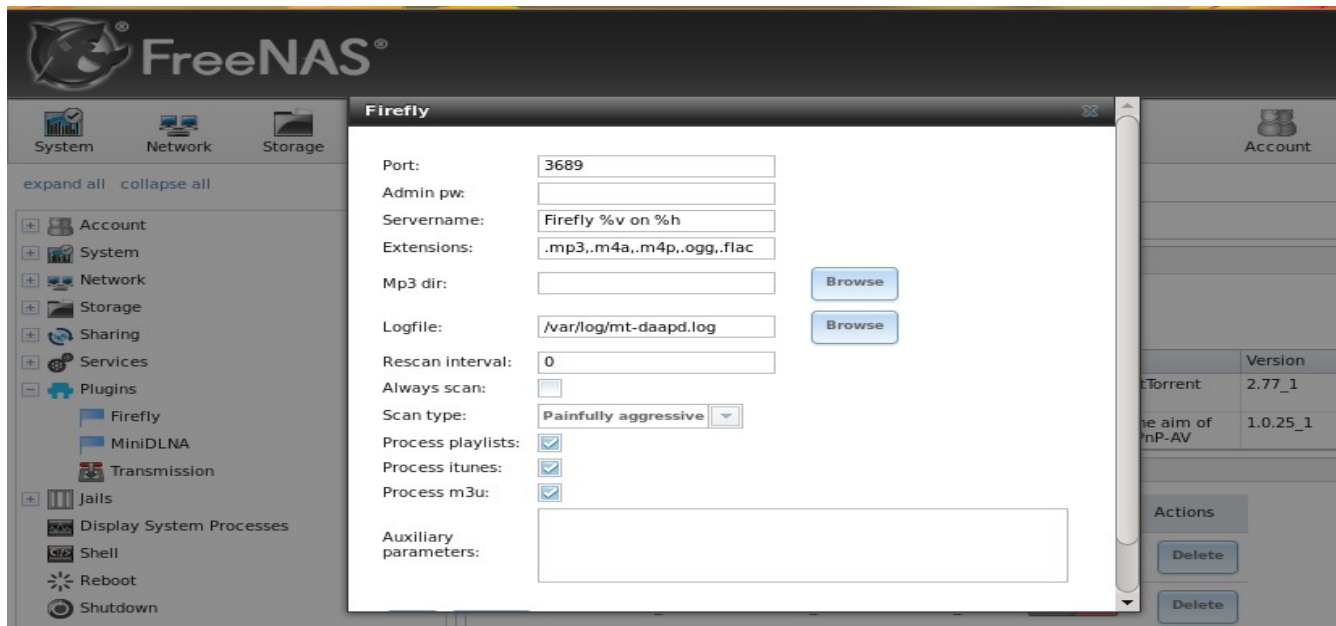 FreeNAS®
System
Network
Storage
Account
expand all collapse all
Account
System
Network
Storage
Sharing
Services
Plugins
Firefly
MiniDLNA
Transmission
Jails
Display System Processes
Shell
Reboot
Shutdown
Firefly
Port: 3689
Admin pw:
Servername: Firefly %v on %h
Extensions: .mp3,.m4a,.m4p,.ogg,.flac
Mp3 dir: Browse
Logfile: /var/log/mt-daapd.log Browse
Rescan interval: 0
Always scan:
Scan type: Painfully aggressive
Process playlists:
Process itunes:
Process m3u:
Auxiliary
parameters:
Version
tTorrent 2.77_1
ne aim of 1.0.25_1
PnP-AV
Actions
Delete
Delete